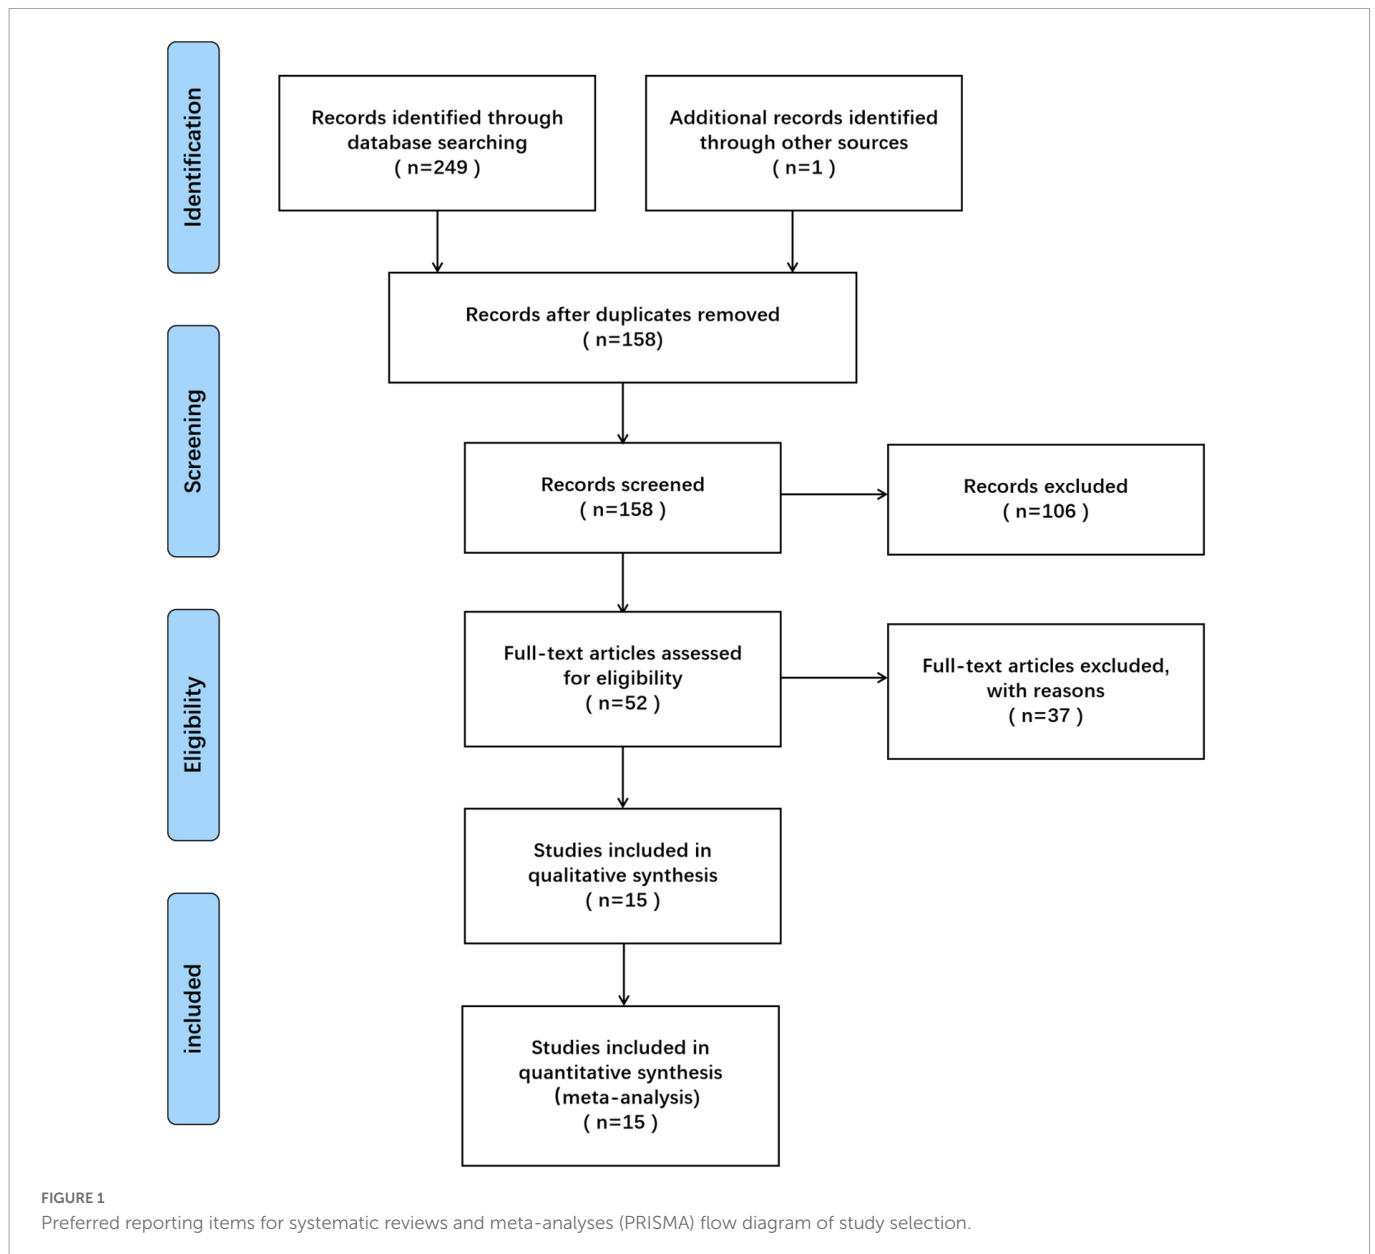 Identification
Records identified through
database searching
( n=249 )
Additional records identified
through other sources
( n=1 )
Records after duplicates removed
( n=158)
Screening
Records screened
( n=158 )
Records excluded
( n=106 )
Eligibility
Full-text articles assessed
for eligibility
( n=52 )
Full-text articles excluded,
with reasons
( n=37 )
Studies included in
qualitative synthesis
( n=15 )
included
Studies included in
quantitative synthesis
(meta-analysis)
( n=15 )
FIGURE 1
Preferred reporting items for systematic reviews and meta-analyses (PRISMA) flow diagram of study selection.